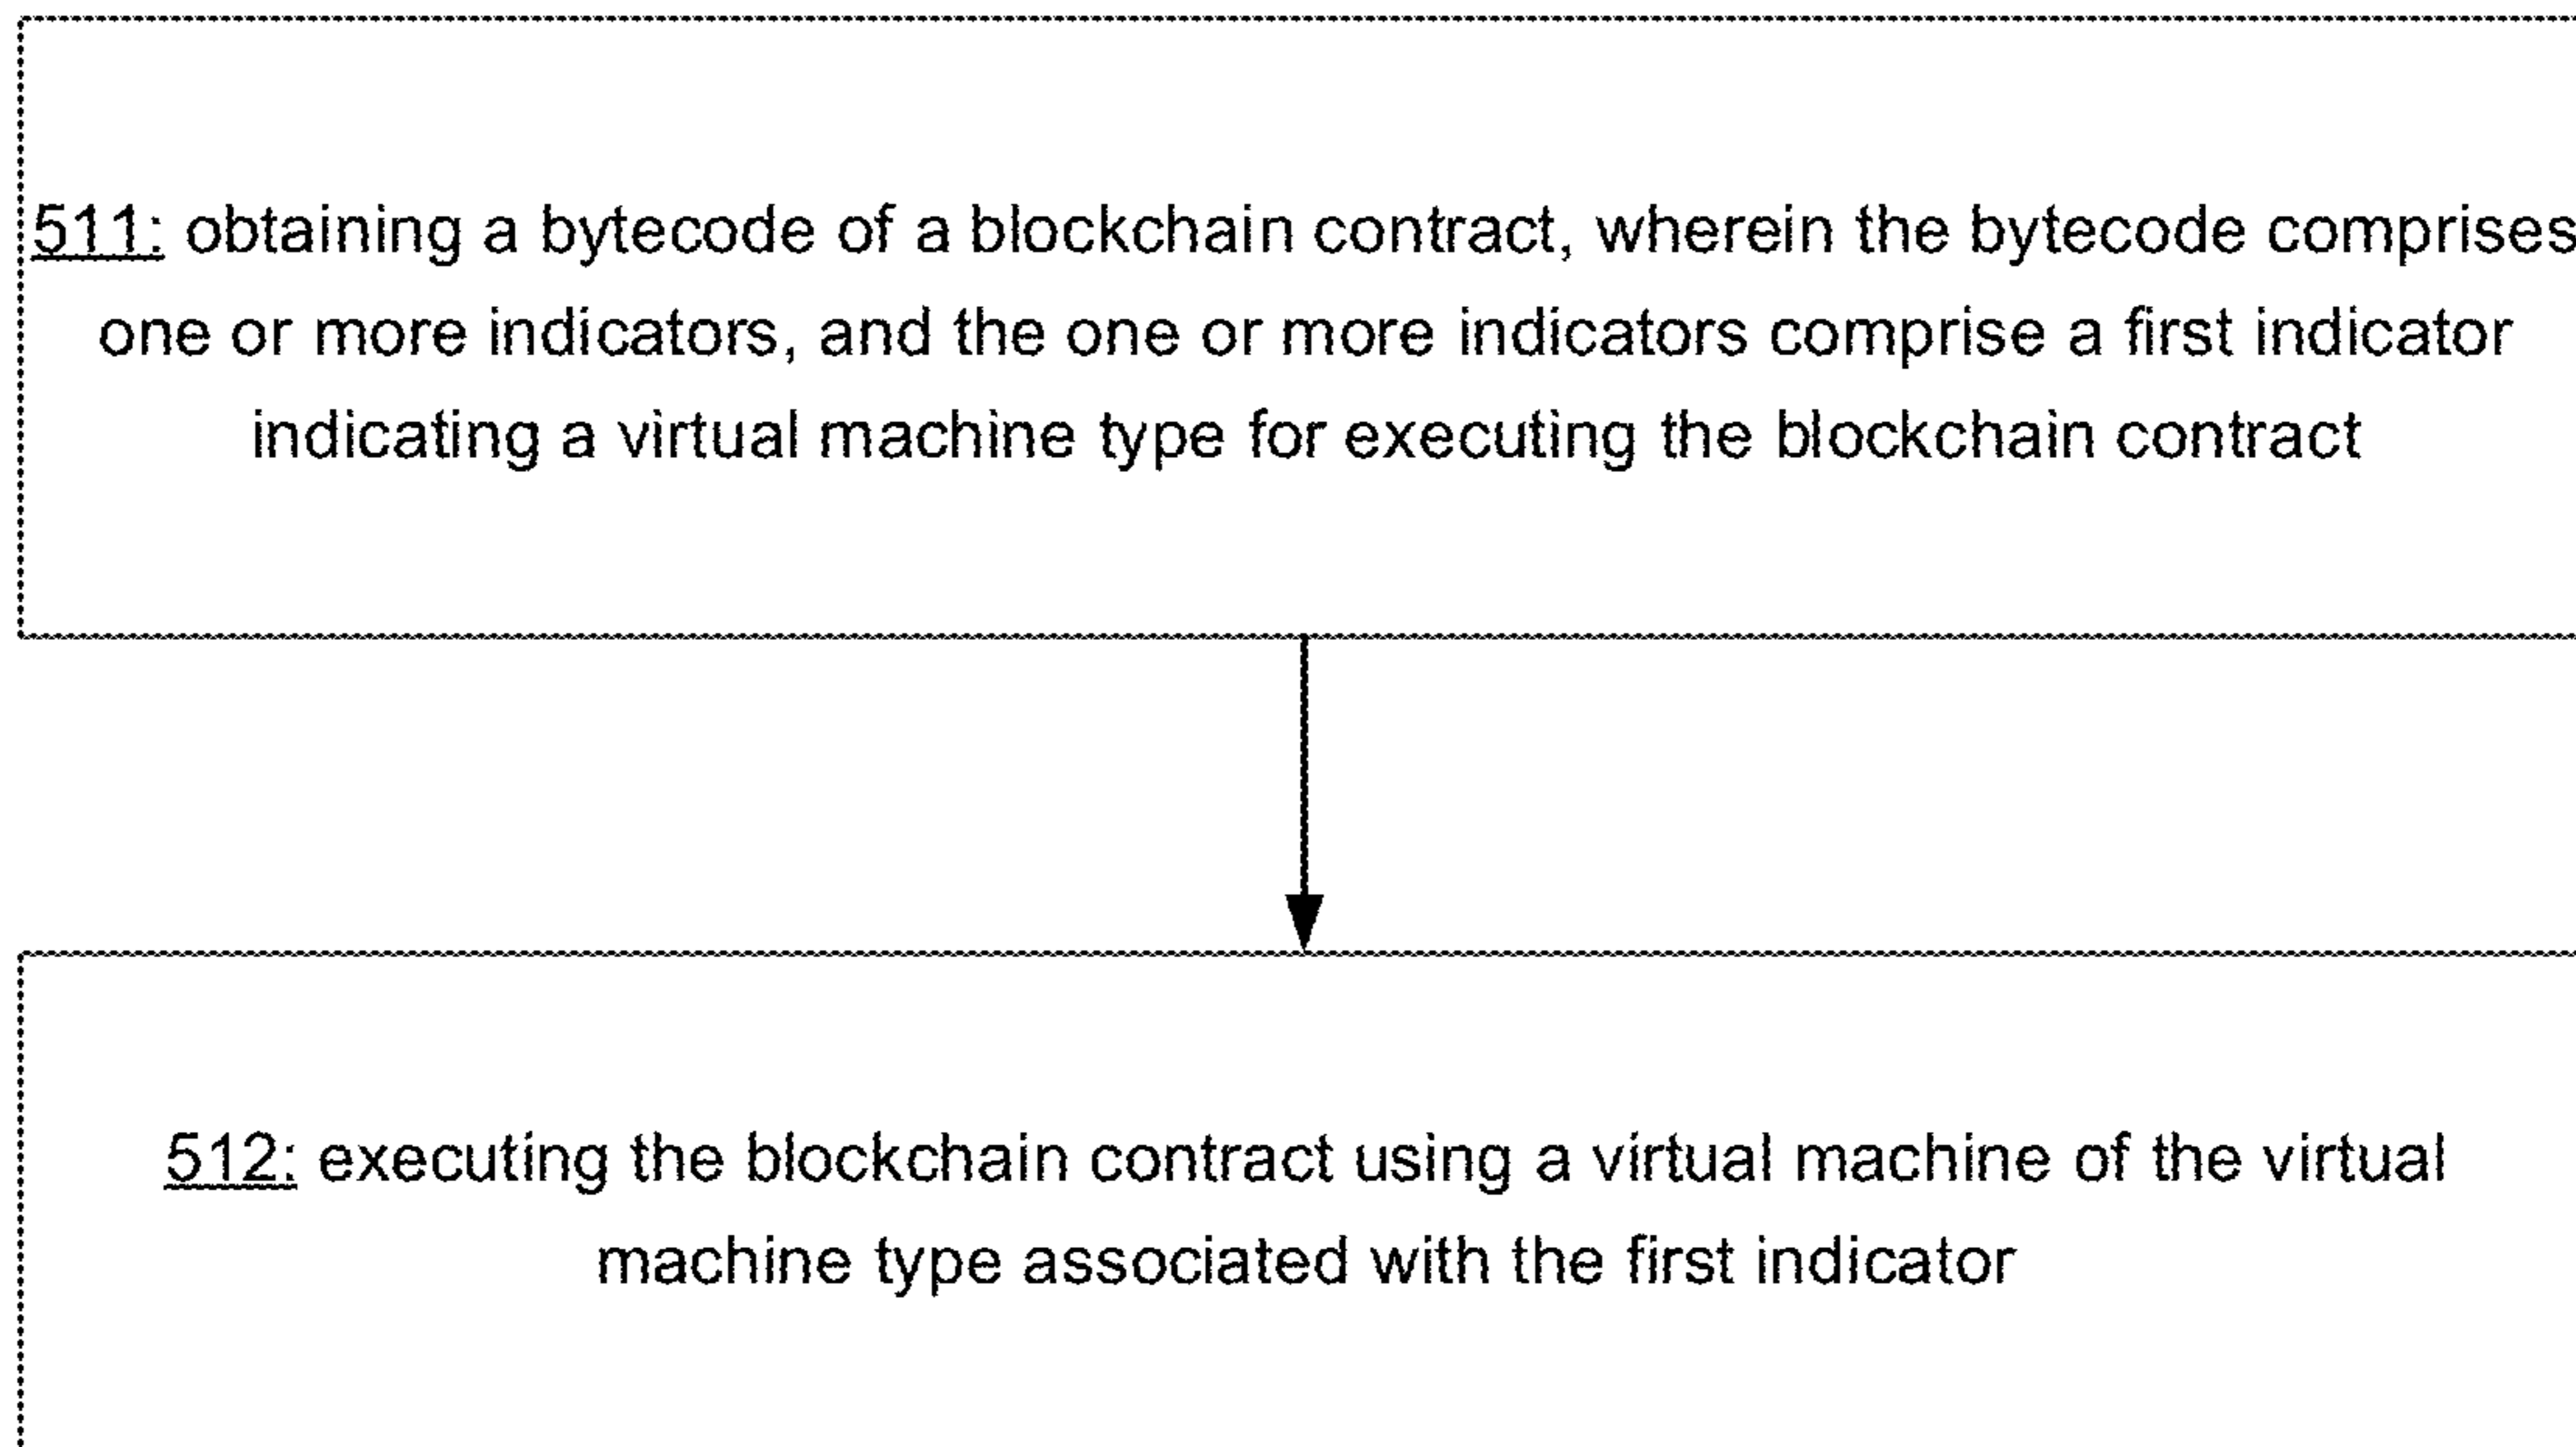 511: obtaining a bytecode of a blockchain contract, wherein the bytecode comprises
one or more indicators, and the one or more indicators comprise a first indicator
indicating a virtual machine type for executing the blockchain contract
512: executing the blockchain contract using a virtual machine of the virtual
machine type associated with the first indicator